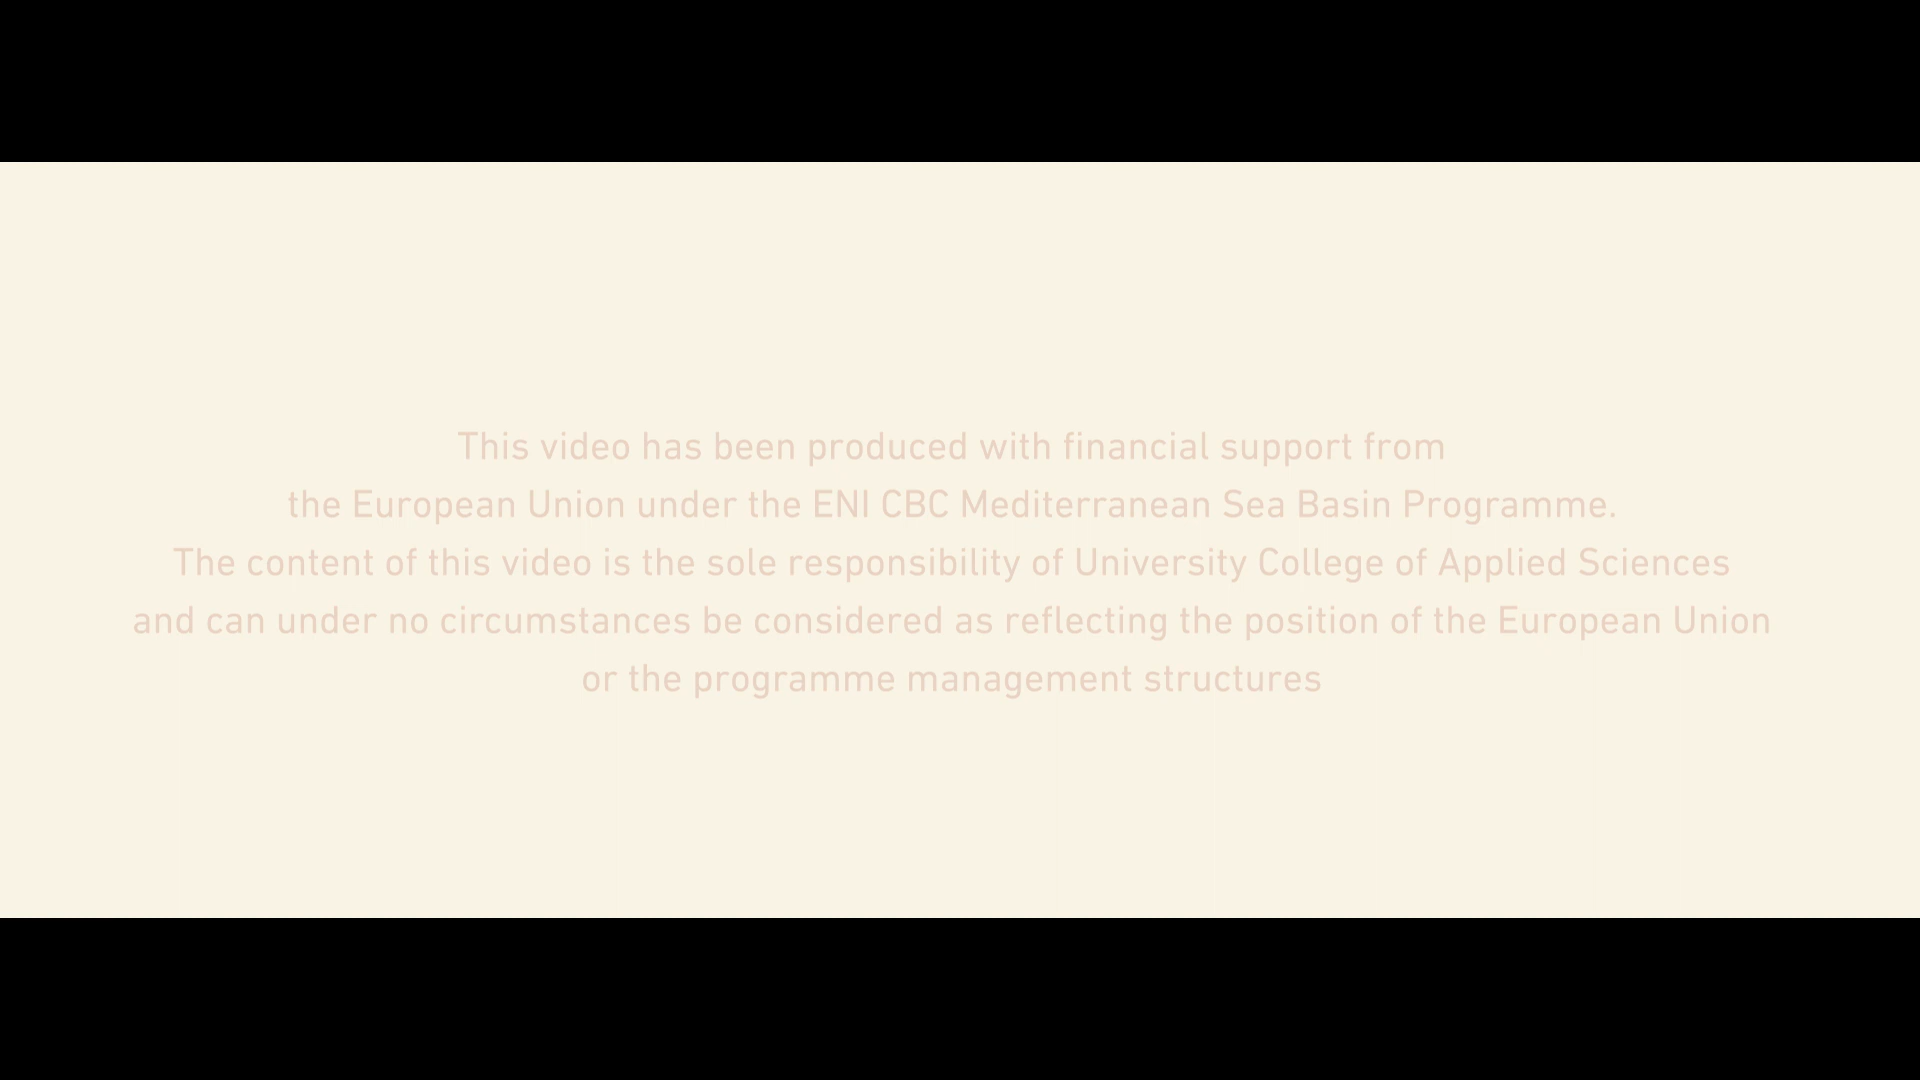 This video has been produced with financial support from
the European Union under the ENI CBC Mediterranean Sea Basin Programme.
The content of this video is the sole responsibility of University College of Applied Sciences
and can under no circumstances be considered as reflecting the position of the European Union
or the programme management structures